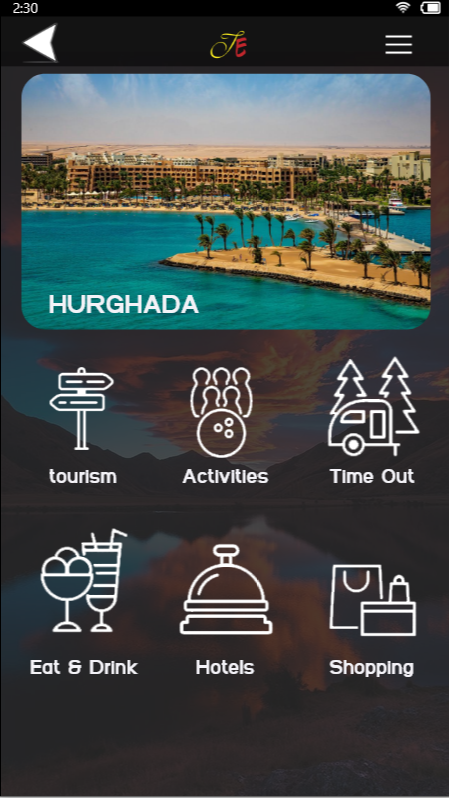 2:30
TE
HURGHADA
tourism
Activities
Time Out
Eat & Drink
Hotels
Shopping